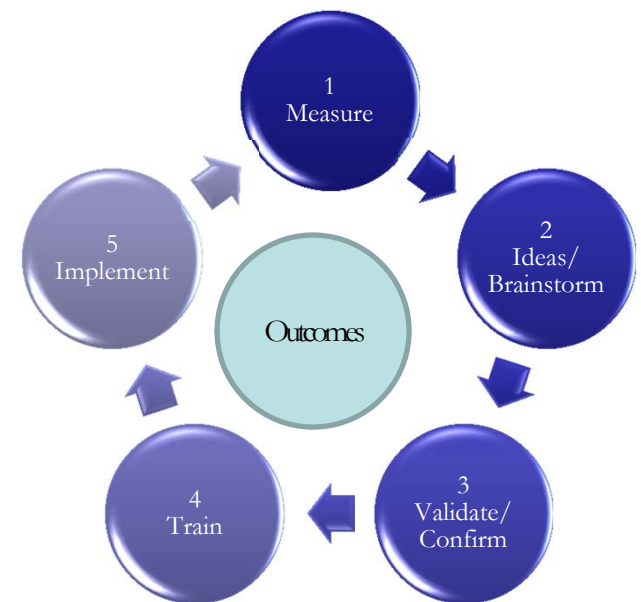 1
Measure
2
Ideas/
Brainstorm
3
Validate/
Confirm
4
Train
5
Implement
Outcomes